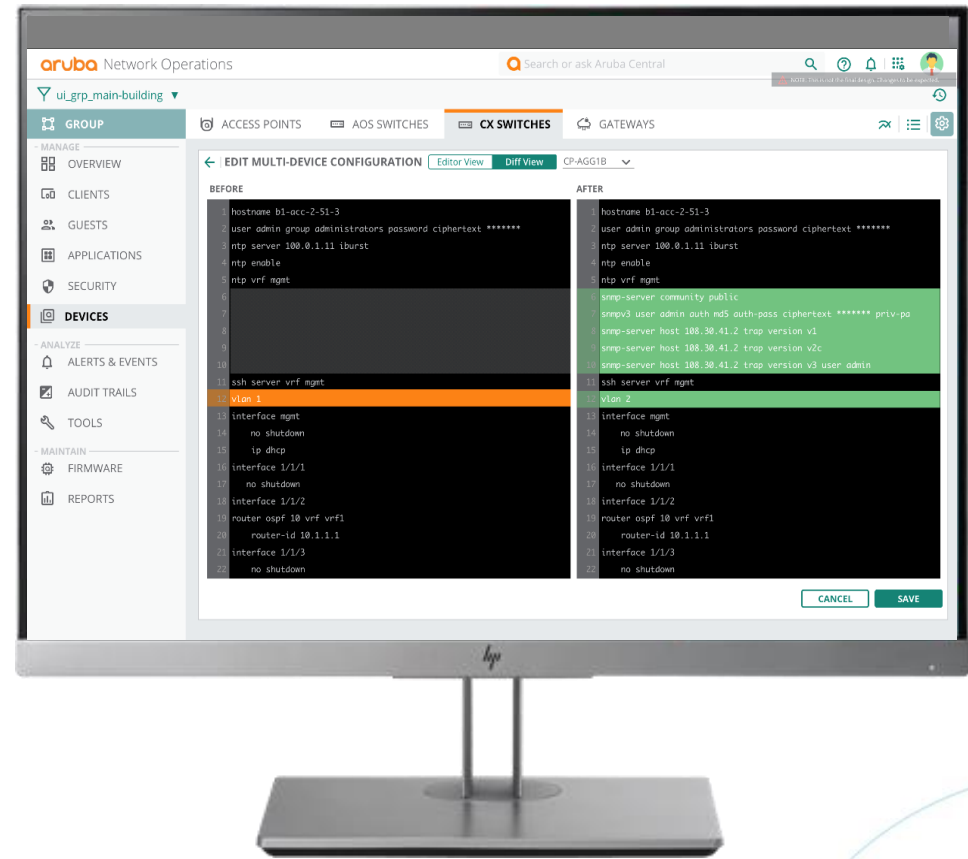 aruba Network Operations
Search or ask Aruba Central
NOTE: This is not the final design. Changes to be expected.
ui_grp_main-building
GROUP
ACCESS POINTS
AOS SWITCHES
CX SWITCHES
GATEWAYS
MANAGE
OVERVIEW
CLIENTS
GUESTS
APPLICATIONS
SECURITY
DEVICES
ANALYZE
ALERTS & EVENTS
AUDIT TRAILS
TOOLS
MAINTAIN
FIRMWARE
REPORTS
EDIT MULTI-DEVICE CONFIGURATION
Editor View
Diff View
CP-AGG1B
BEFORE
1 hostname b1-acc-2-51-3
2 user admin group administrators password ciphertext *******
3 ntp server 100.0.1.11 iburst
4 ntp enable
5 ntp vrf mgmt
6
7
8
9
10
11 ssh server vrf mgmt
12 vlan 1
13 interface mgmt
14 no shutdown
15 ip dhcp
16 interface 1/1/1
17 no shutdown
18 interface 1/1/2
19 router ospf 10 vrf vrf1
20 router-id 10.1.1.1
21 interface 1/1/3
22 no shutdown
AFTER
1 hostname b1-acc-2-51-3
2 user admin group administrators password ciphertext *******
3 ntp server 100.0.1.11 iburst
4 ntp enable
5 ntp vrf mgmt
6 snmp-server community public
7 snmpv3 user admin auth md5 auth-pass ciphertext ******* priv-pa
8 snmp-server host 108.30.41.2 trap version v1
9 snmp-server host 108.30.41.2 trap version v2c
10 snmp-server host 108.30.41.2 trap version v3 user admin
11 ssh server vrf mgmt
12 vlan 2
13 interface mgmt
14 no shutdown
15 ip dhcp
16 interface 1/1/1
17 no shutdown
18 interface 1/1/2
19 router ospf 10 vrf vrf1
20 router-id 10.1.1.1
21 interface 1/1/3
22 no shutdown
CANCEL
SAVE
hp